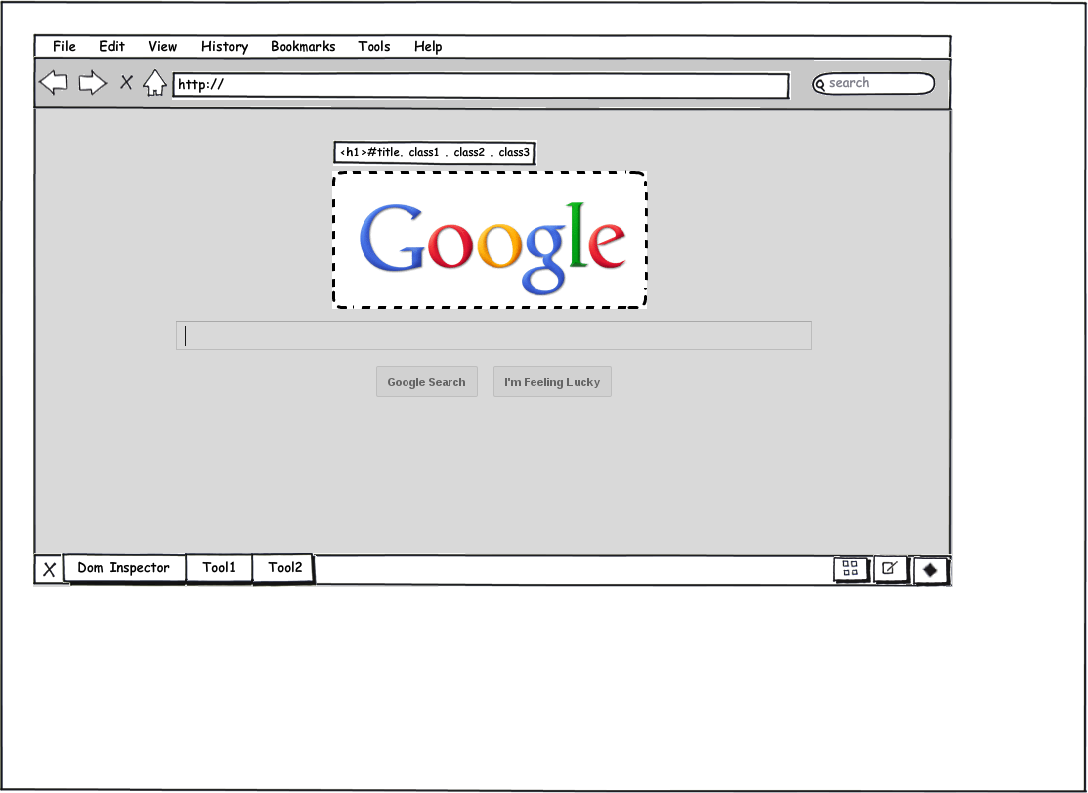 File Edit View History Bookmarks Tools Help
X http:// search
<h1>#title. class1 . class2 . class3
Google
Google Search I'm Feeling Lucky
X Dom Inspector Tool1 Tool2